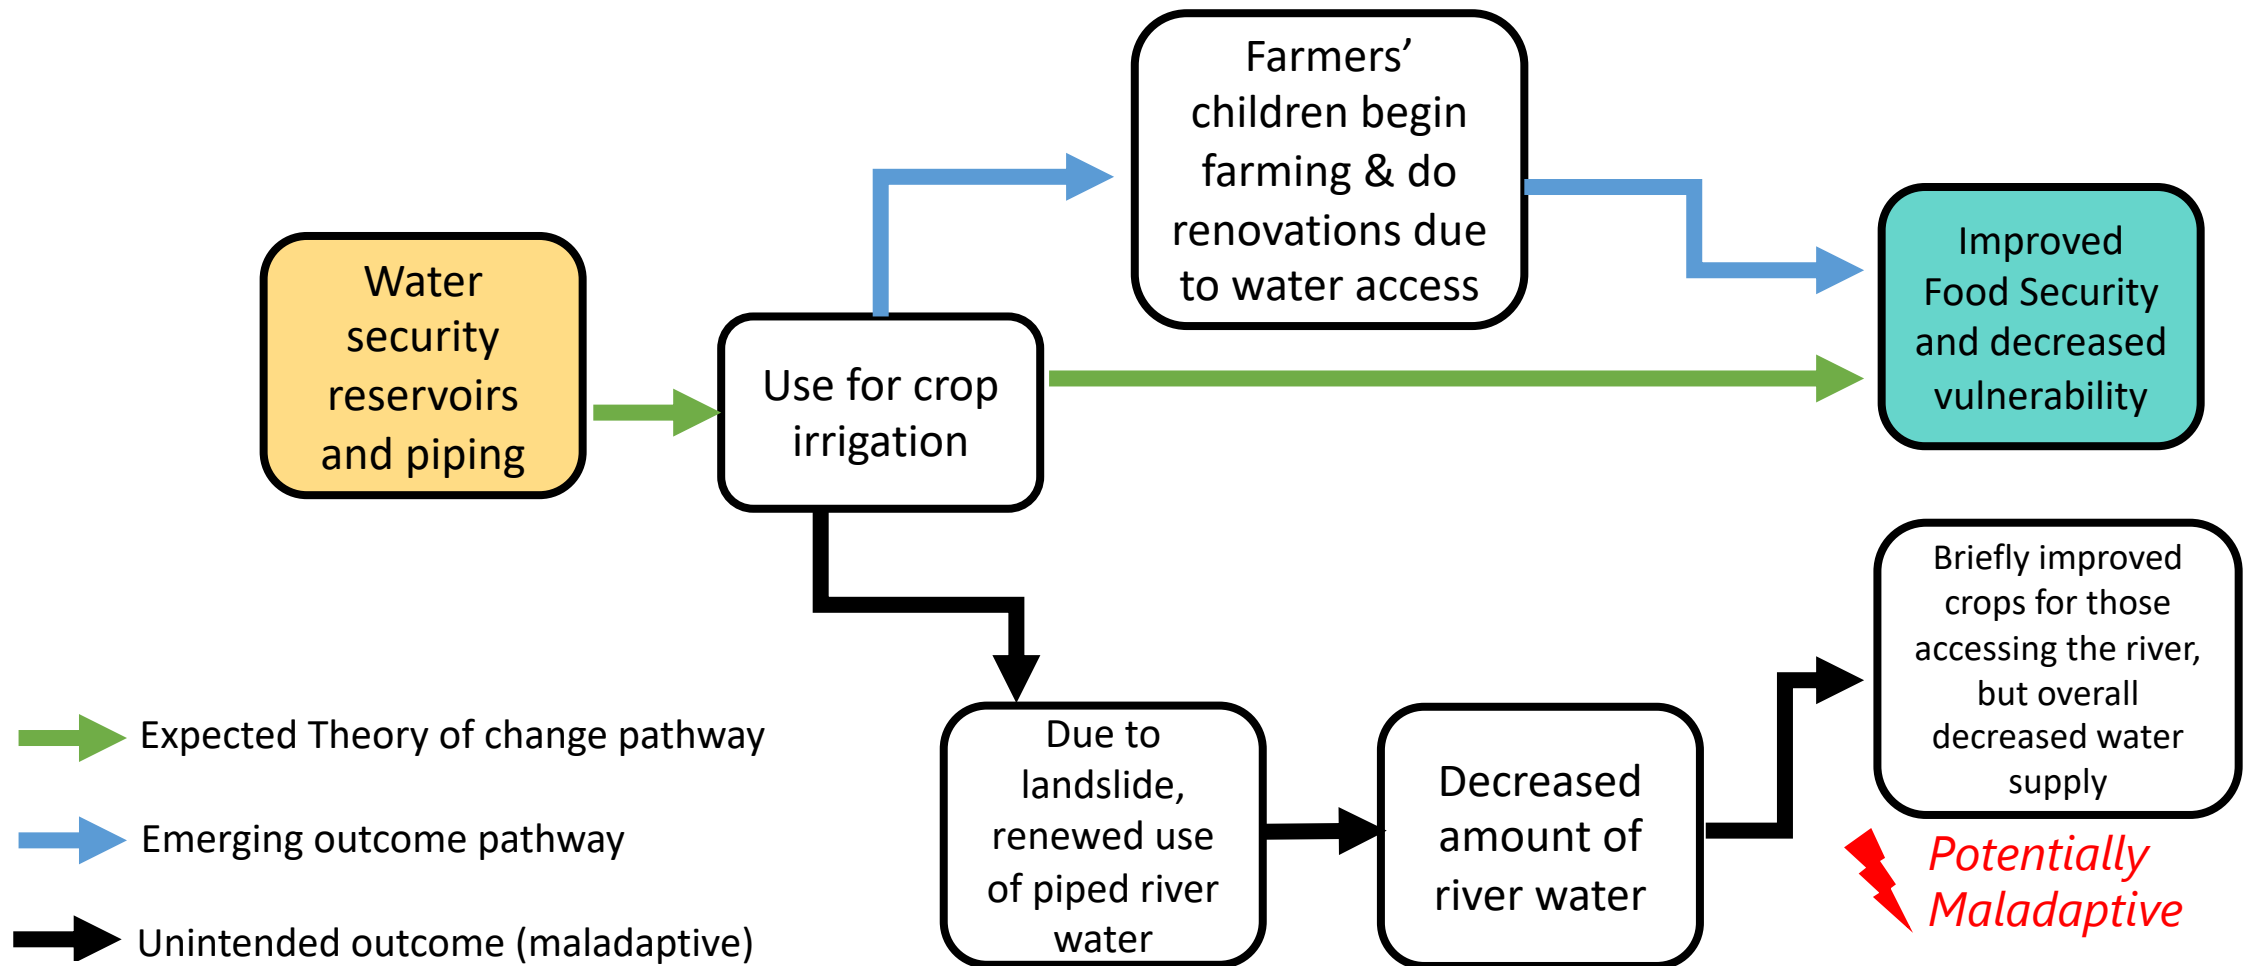 Farmers’
children begin
farming & do
renovations due
to water access
Water
security
reservoirs
and piping
Use for crop
irrigation
Improved
Food Security
and decreased
vulnerability
Due to
landslide,
renewed use
of piped river
water
Decreased
amount of
river water
Briefly improved
crops for those
accessing the river,
but overall
decreased water
supply
Potentially
Maladaptive
Expected Theory of change pathway
Emerging outcome pathway
Unintended outcome (maladaptive)